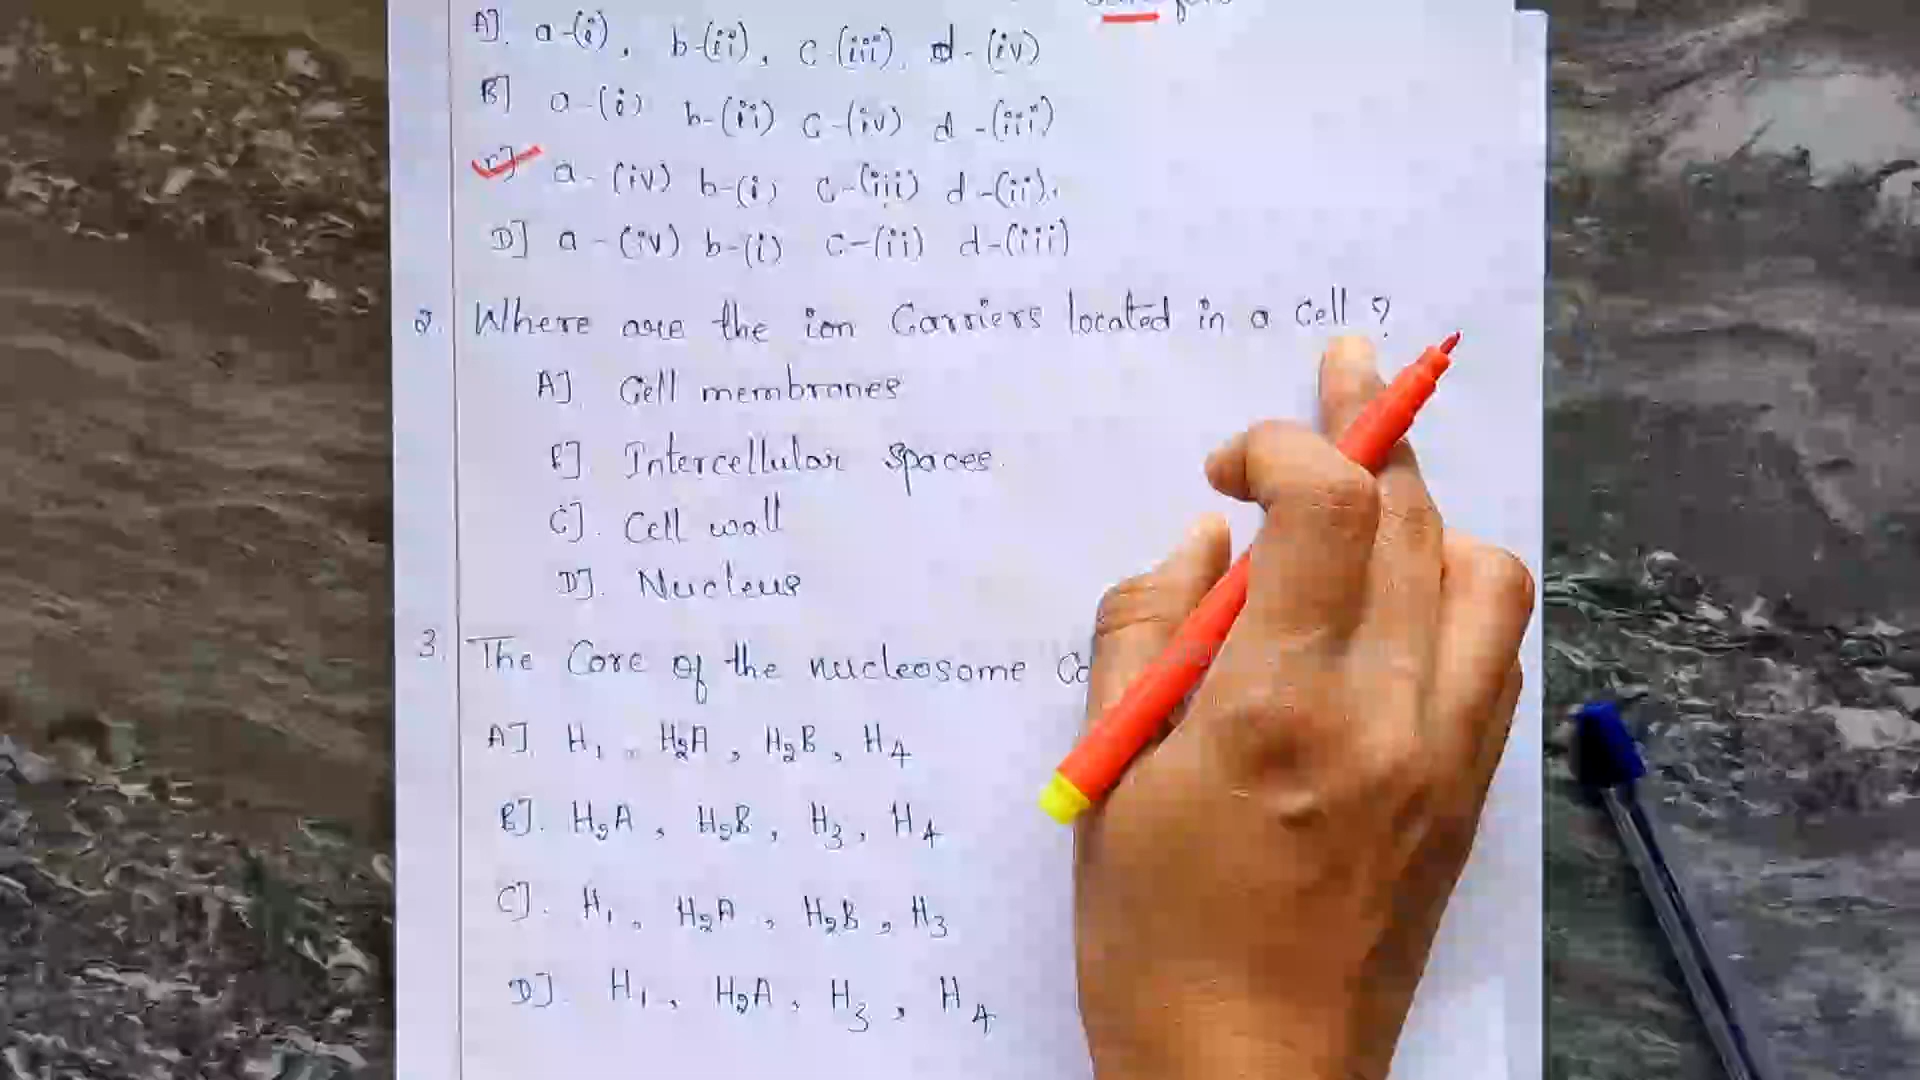 A]. a-(i), b-(ii), c-(iii), d-(iv)
B] a-(i) b-(ii) c-(iv) d-(iii)
C] a-(iv) b-(i) c-(iii) d-(ii).
D] a-(iv) b-(i) c-(ii) d-(iii)
2. Where are the ion Carriers located in a Cell ?
A]. Cell membranes
B]. Intercellular Spaces.
C]. Cell wall
D]. Nucleus
3. The Core of the nucleosome
A] H1, H2A, H2B, H4
B]. H2A, H2B, H3, H4
C]. H1, H2A, H2B, H3
D]. H1, H2A, H3, H4